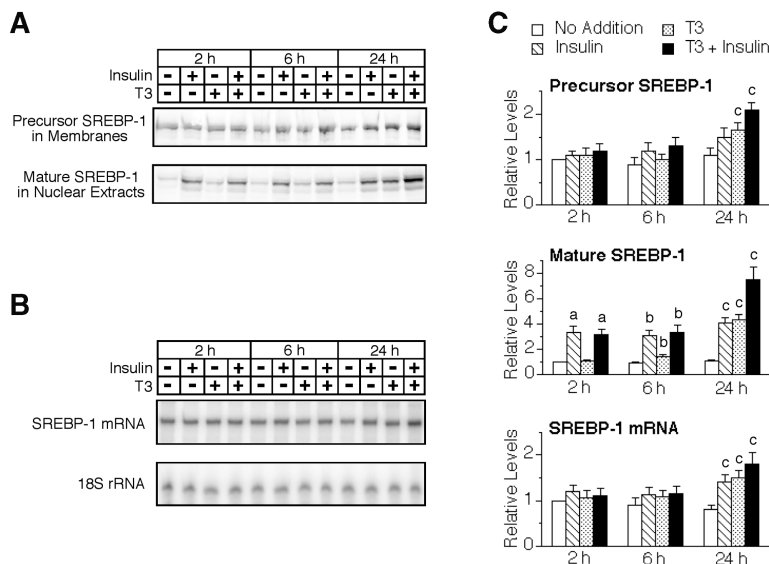 A
2 h 6 h 24 h
Insulin - + - + - + - + - + - +
T3 - - + + - - + + - - + +
Precursor SREBP-1
in Membranes
Mature SREBP-1
in Nuclear Extracts
B
2 h 6 h 24 h
Insulin - + - + - + - + - + - +
T3 - - + + - - + + - - + +
SREBP-1 mRNA
18S rRNA
C
No Addition T3
Insulin T3 + Insulin
Precursor SREBP-1
Relative Levels
2
1
0
c
c
2 h 6 h 24 h
Mature SREBP-1
Relative Levels
8
6
4
2
0
a a b b b c c c
2 h 6 h 24 h
SREBP-1 mRNA
Relative Levels
2
1
0
c c c
2 h 6 h 24 h